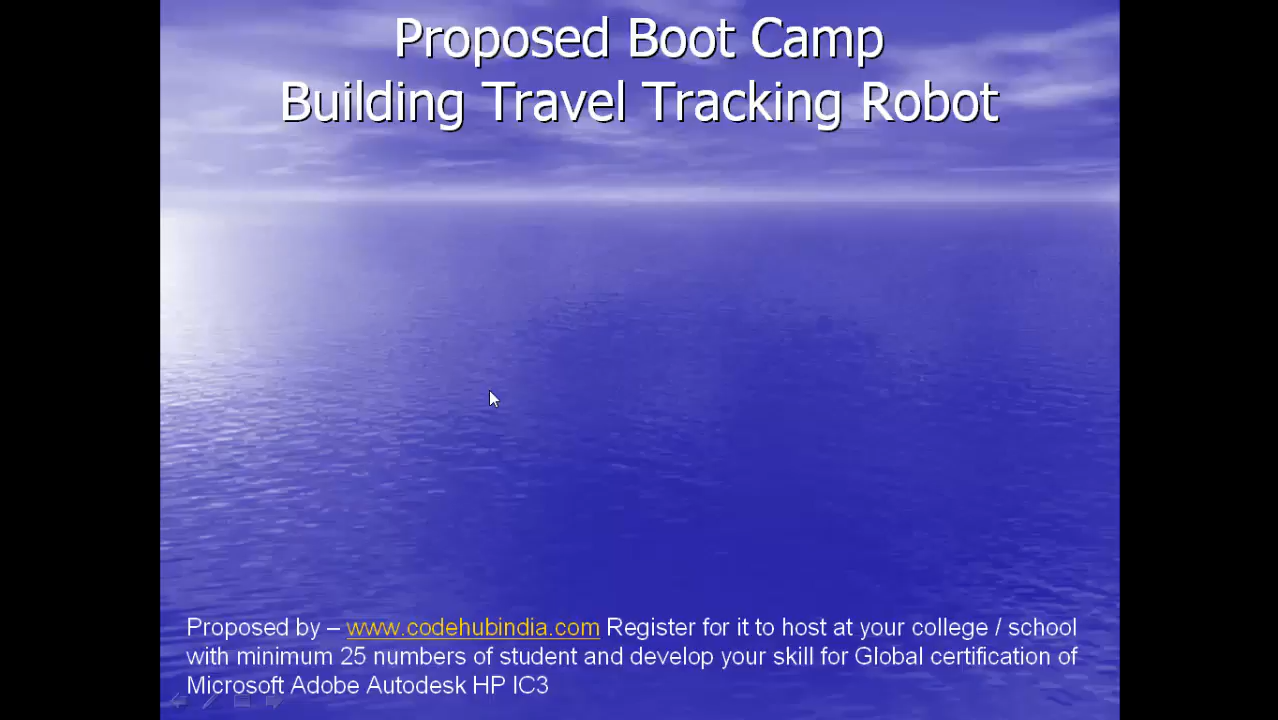 Proposed Boot Camp
Building Travel Tracking Robot
Proposed by – www.codehubindia.com Register for it to host at your college / school
with minimum 25 numbers of student and develop your skill for Global certification of
Microsoft Adobe Autodesk HP IC3